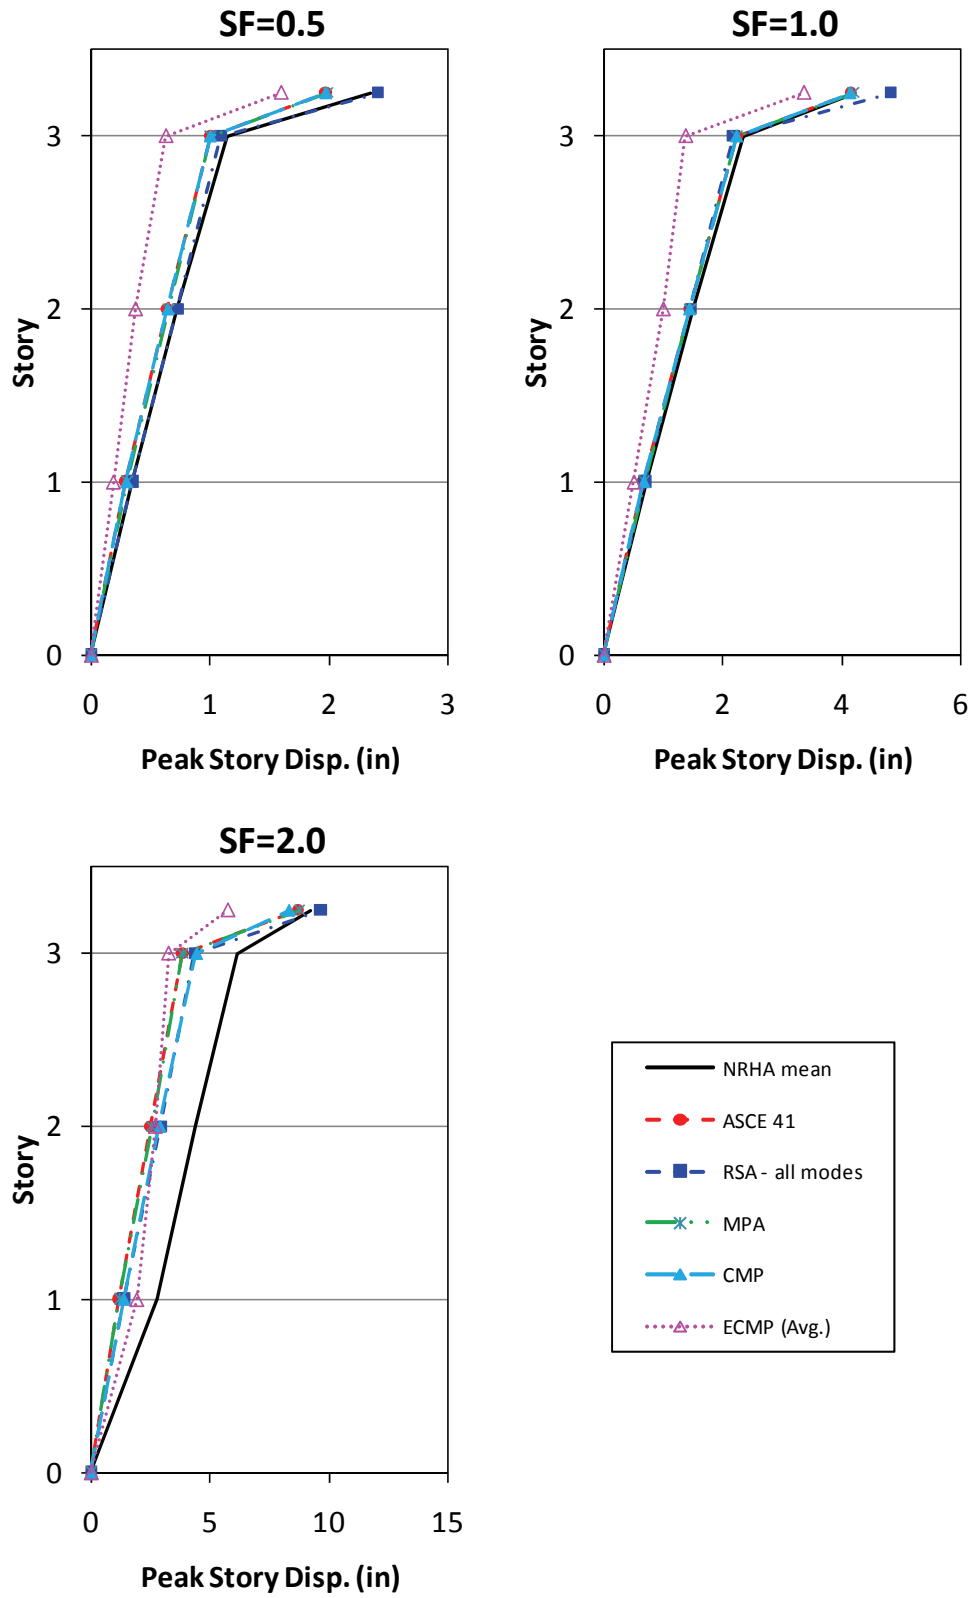 SF=0.5
3
2
1
0
Story
0 1 2 3
Peak Story Disp. (in)
SF=1.0
3
2
1
0
Story
0 2 4 6
Peak Story Disp. (in)
SF=2.0
3
2
1
0
Story
0 5 10 15
Peak Story Disp. (in)
NRHA mean
ASCE 41
RSA - all modes
MPA
CMP
ECMP (Avg.)